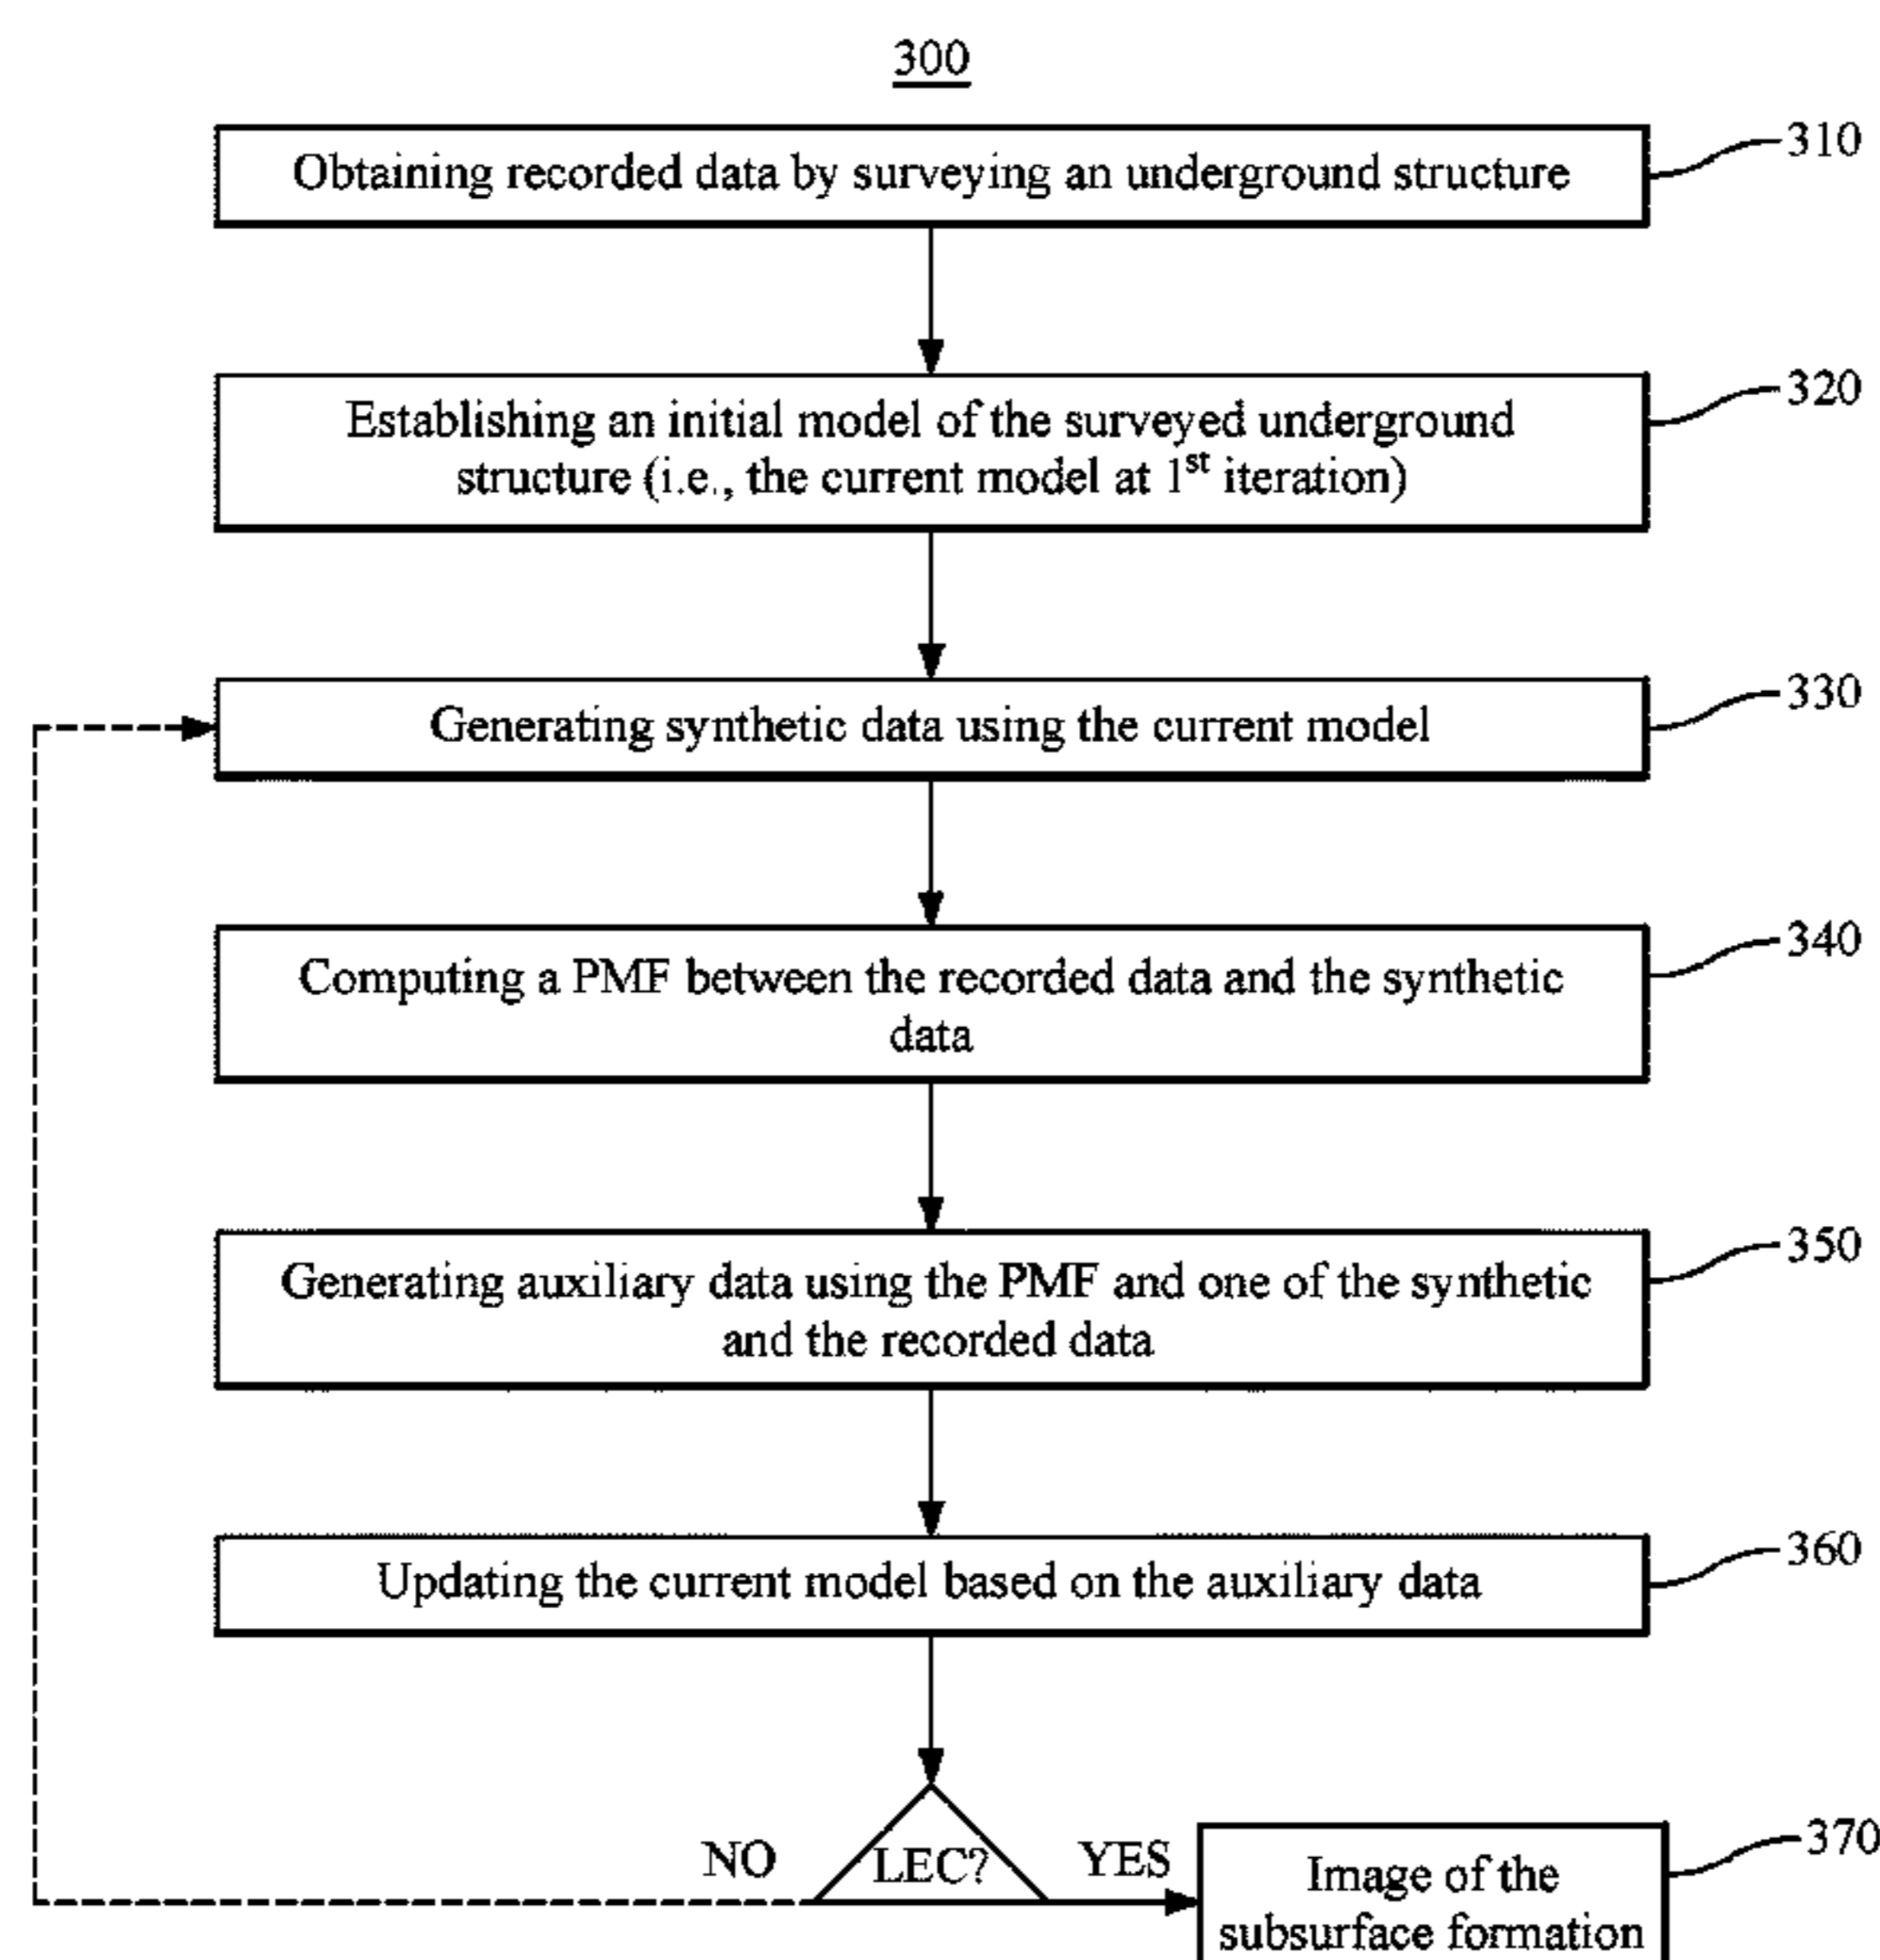 300
Obtaining recorded data by surveying an underground structure
310
Establishing an initial model of the surveyed underground
structure (i.e., the current model at 1st iteration)
320
Generating synthetic data using the current model
330
Computing a PMF between the recorded data and the synthetic
data
340
Generating auxiliary data using the PMF and one of the synthetic
and the recorded data
350
Updating the current model based on the auxiliary data
360
NO
LEC?
YES
Image of the
subsurface formation
370